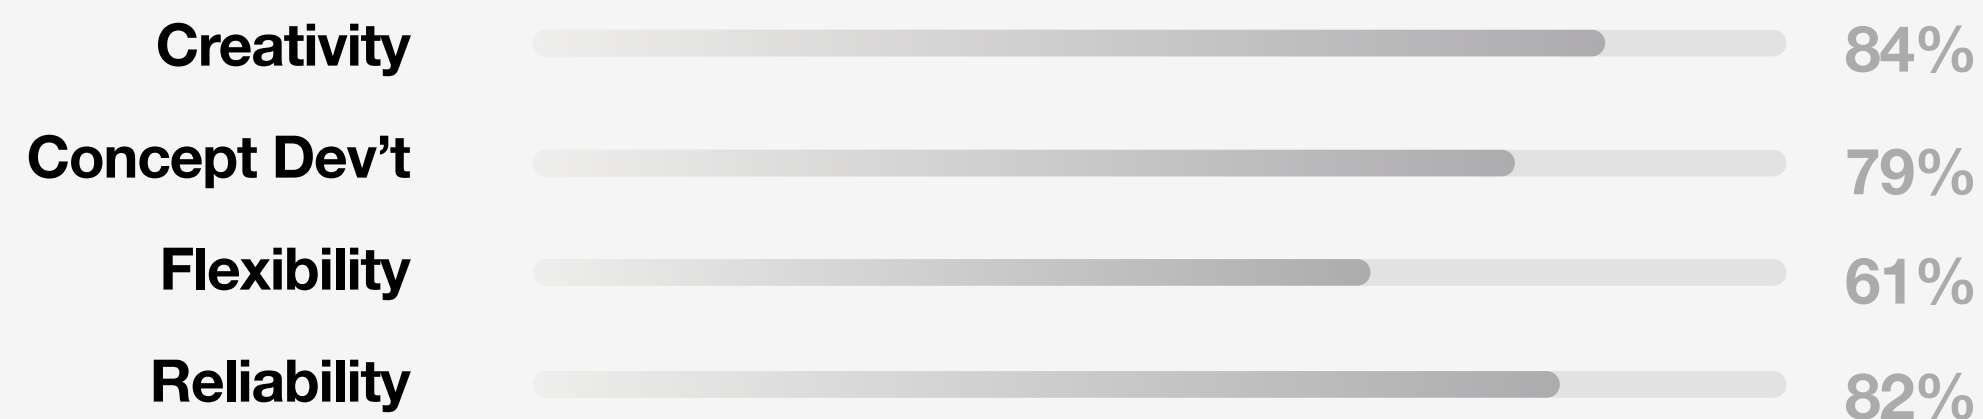 Creativity 84%
Concept Dev’t 79%
Flexibility 61%
Reliability 82%